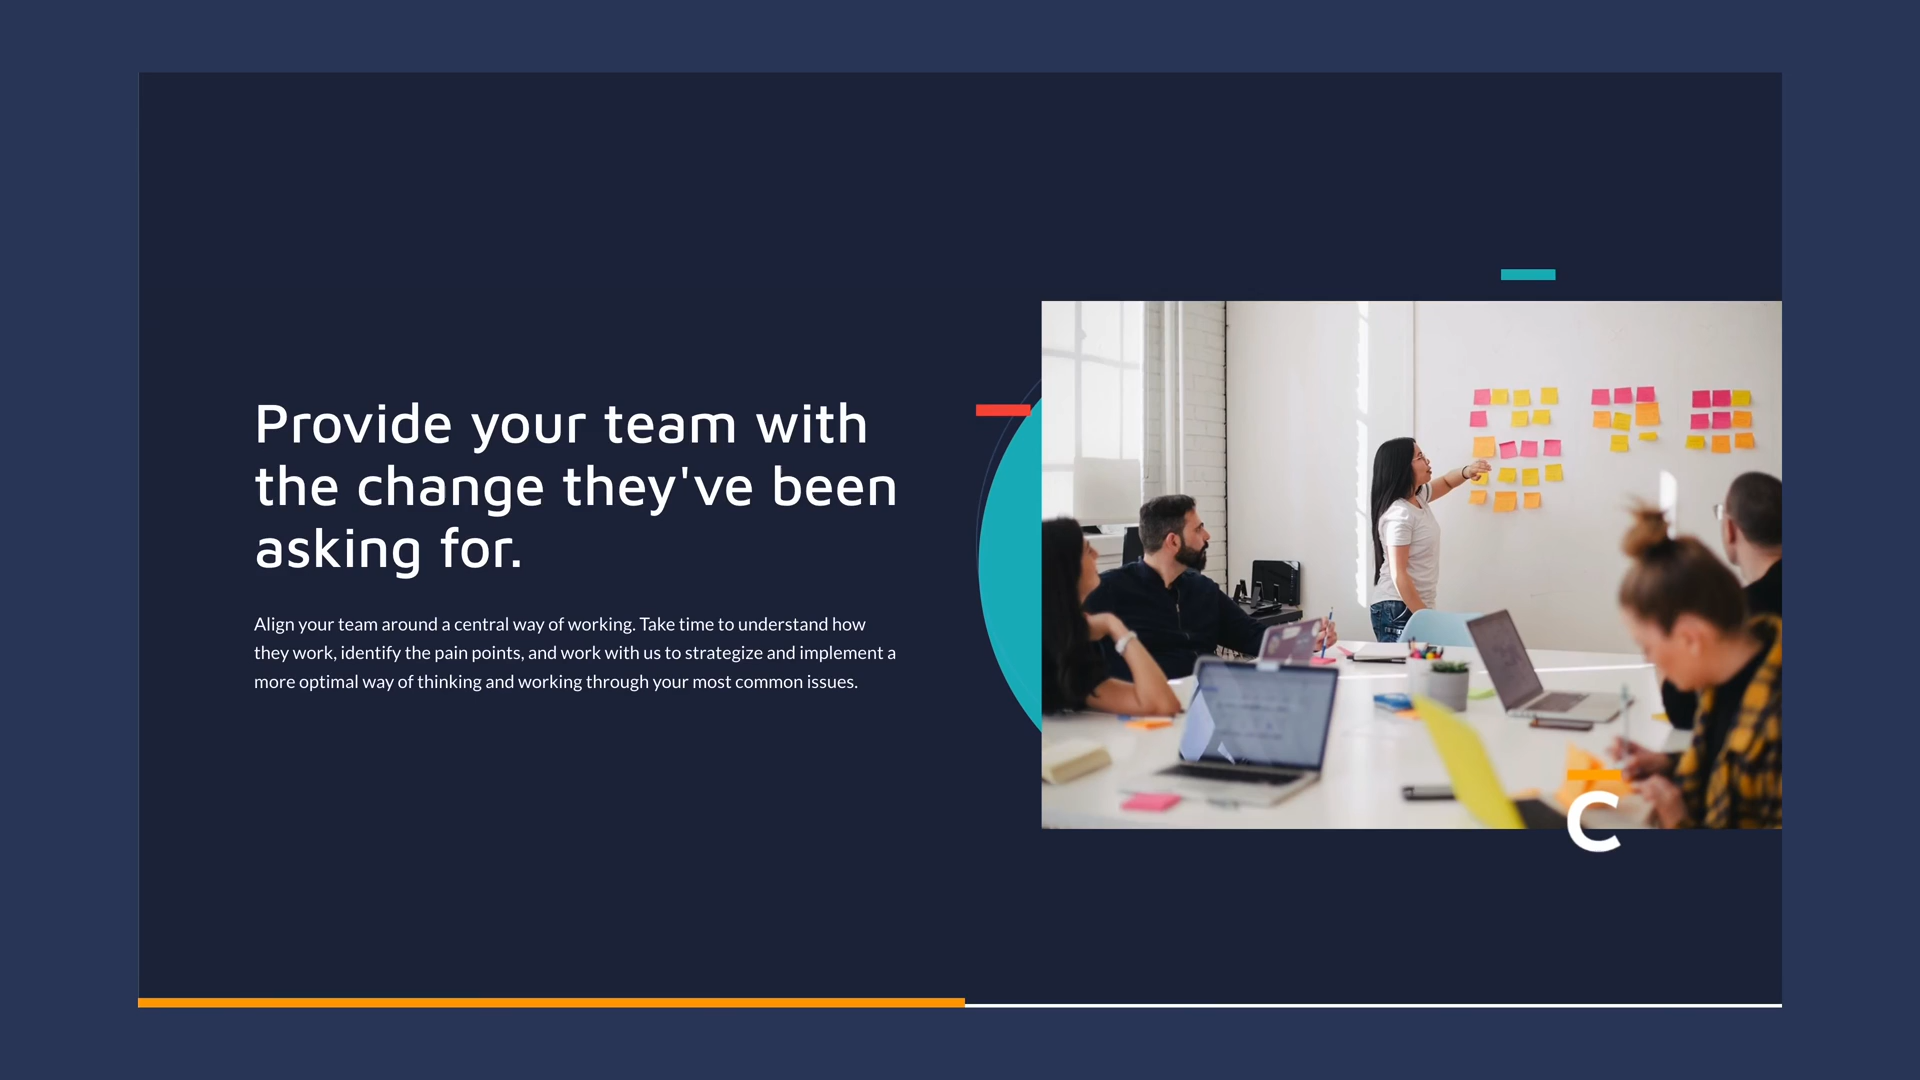 Provide your team with
the change they've been
asking for.
Align your team around a central way of working. Take time to understand how
they work, identify the pain points, and work with us to strategize and implement a
more optimal way of thinking and working through your most common issues.
C